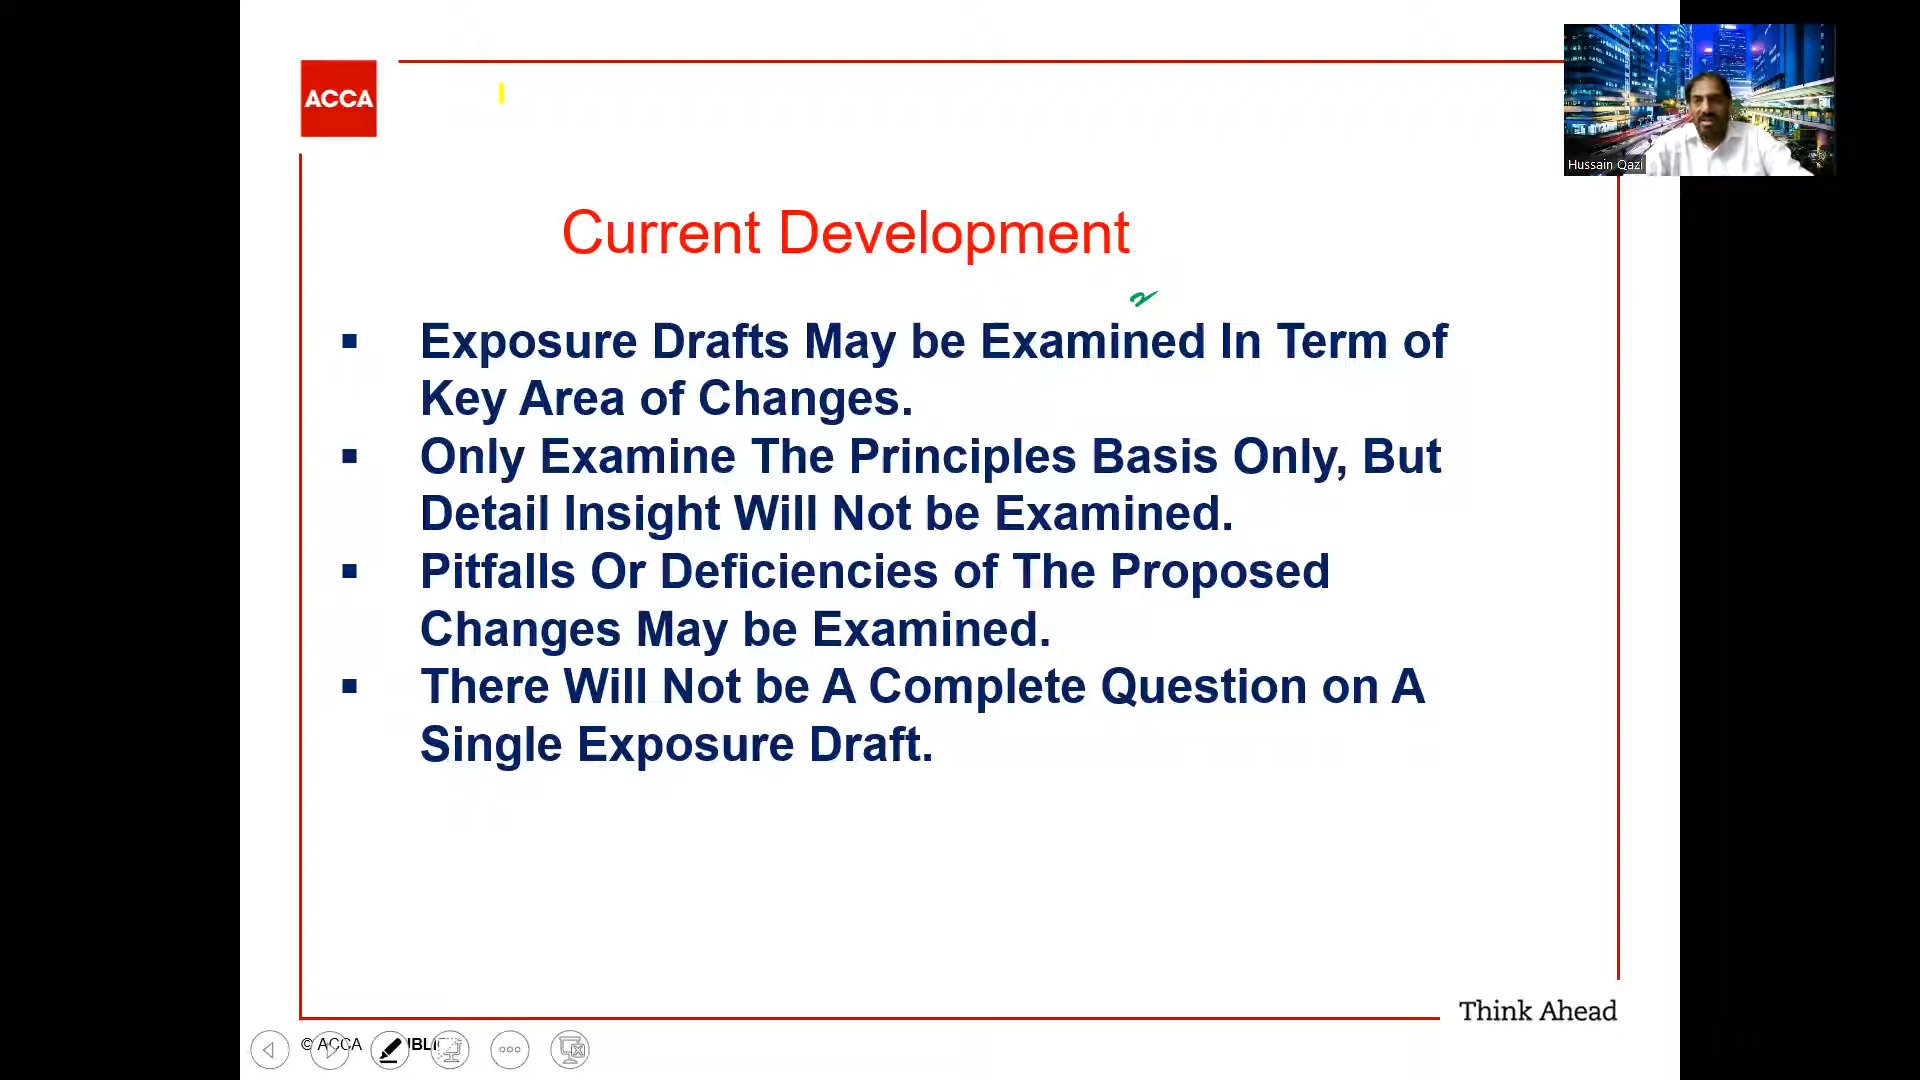 ACCA
Hussain Qazi
Current Development
▪ Exposure Drafts May be Examined In Term of
Key Area of Changes.
▪ Only Examine The Principles Basis Only, But
Detail Insight Will Not be Examined.
▪ Pitfalls Or Deficiencies of The Proposed
Changes May be Examined.
▪ There Will Not be A Complete Question on A
Single Exposure Draft.
Think Ahead
© ACCA